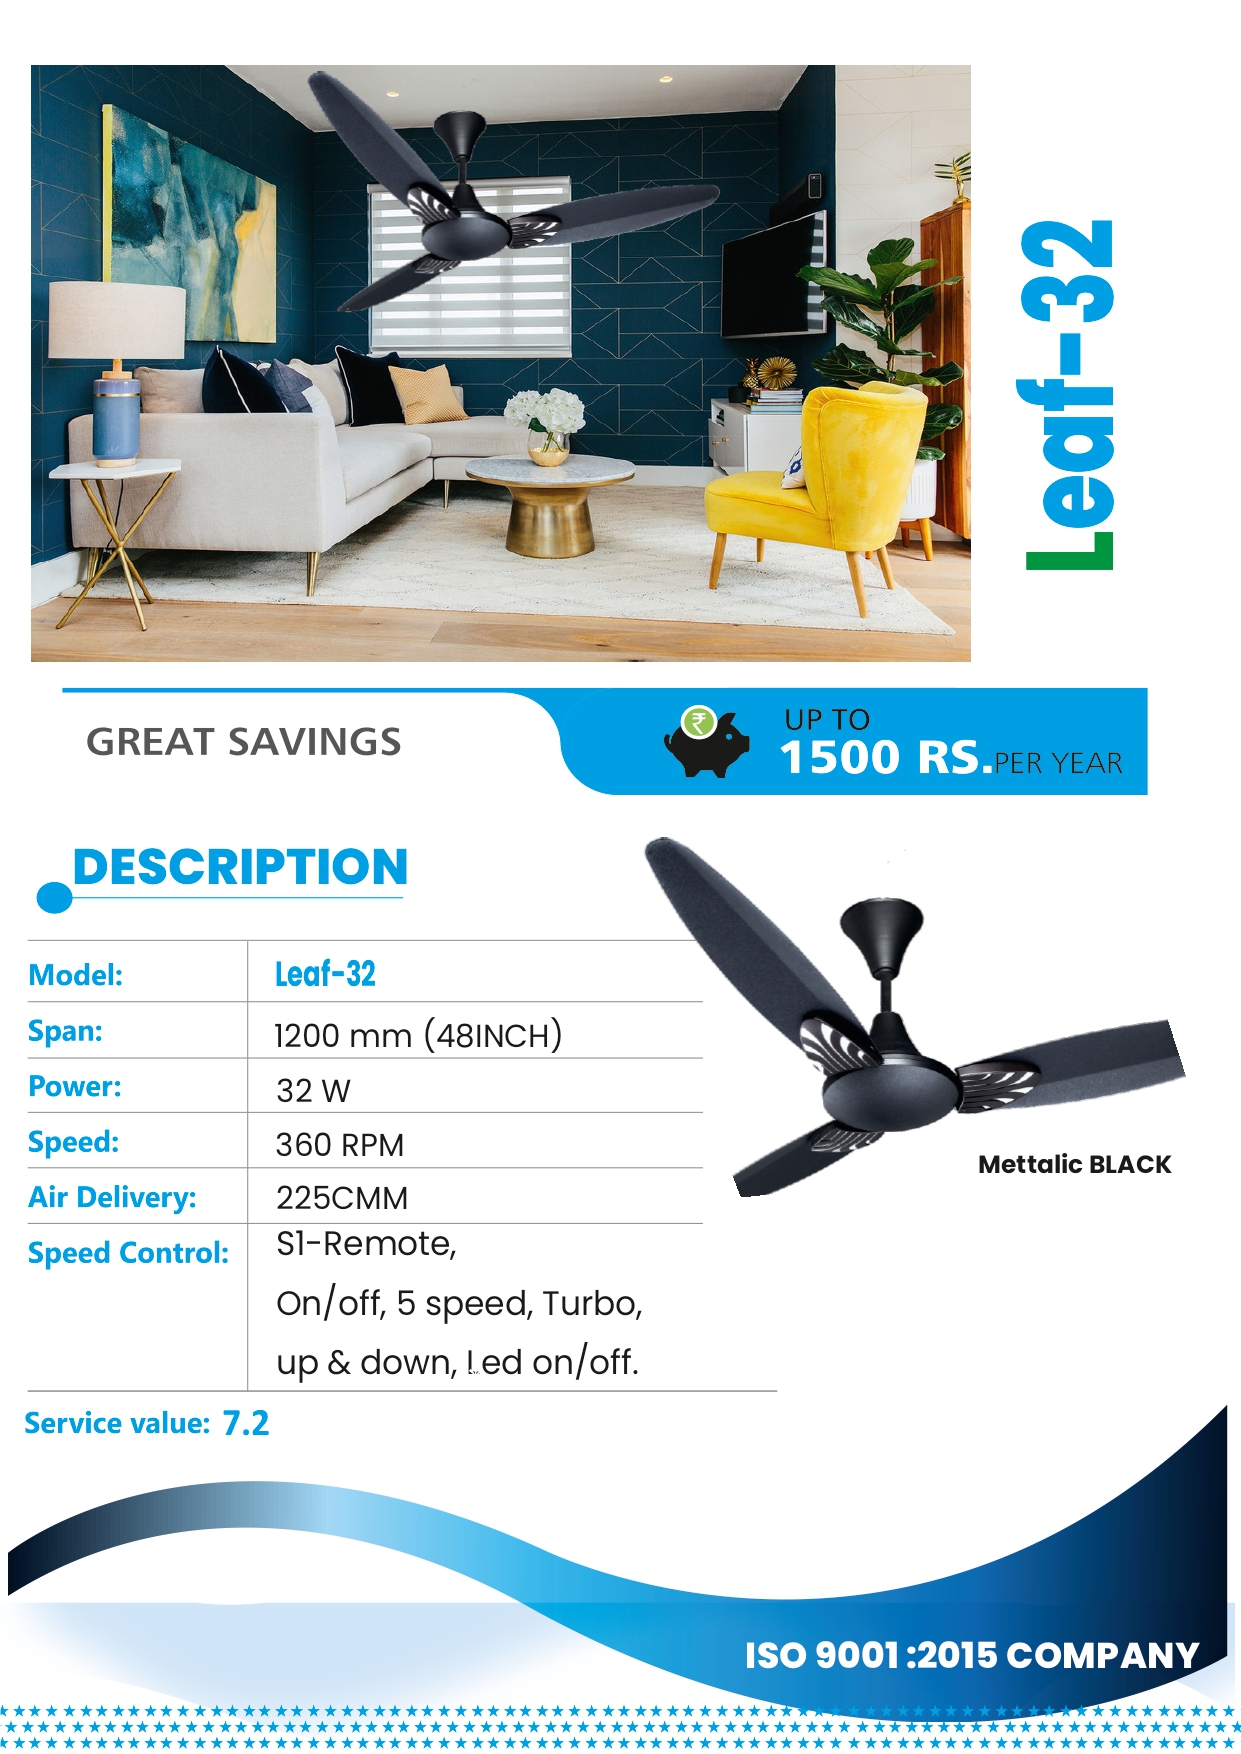 Leaf-32
GREAT SAVINGS
UP TO
1500 RS.PER YEAR
DESCRIPTION
Model: Leaf-32
Span: 1200 mm (48INCH)
Power: 32 W
Speed: 360 RPM
Air Delivery: 225CMM
Speed Control: S1-Remote,
On/off, 5 speed, Turbo,
up & down, Led on/off.
Mettalic BLACK
Service value: 7.2
ISO 9001 :2015 COMPANY